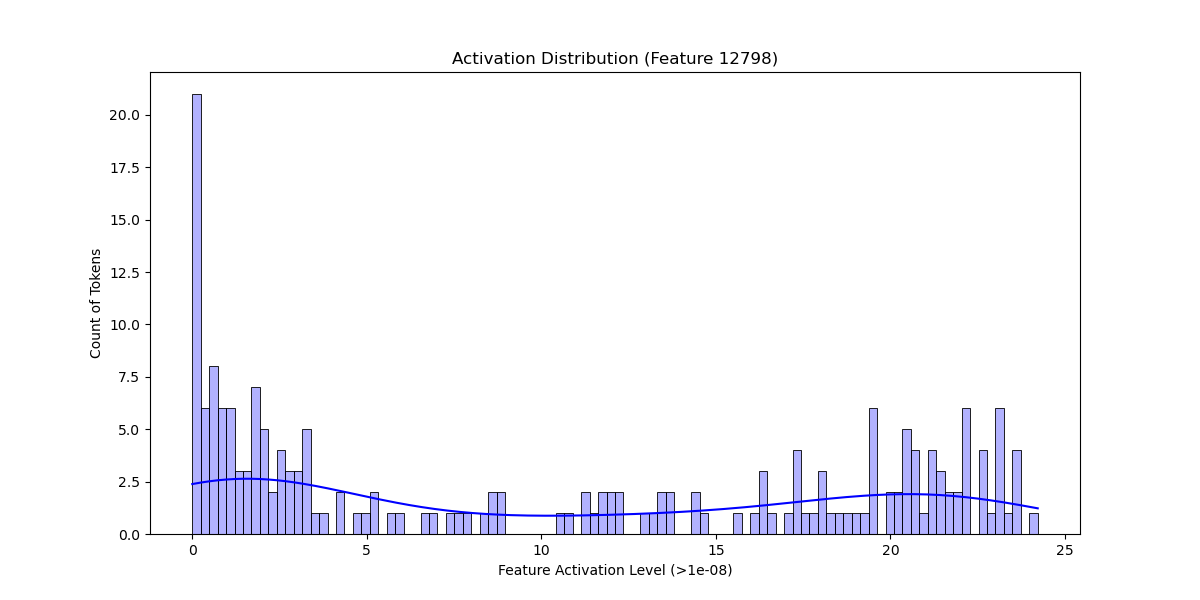 Activation Distribution (Feature 12798)
Count of Tokens
20.0
17.5
15.0
12.5
10.0
7.5
5.0
2.5
0.0
0 5 10 15 20 25
Feature Activation Level (>1e-08)